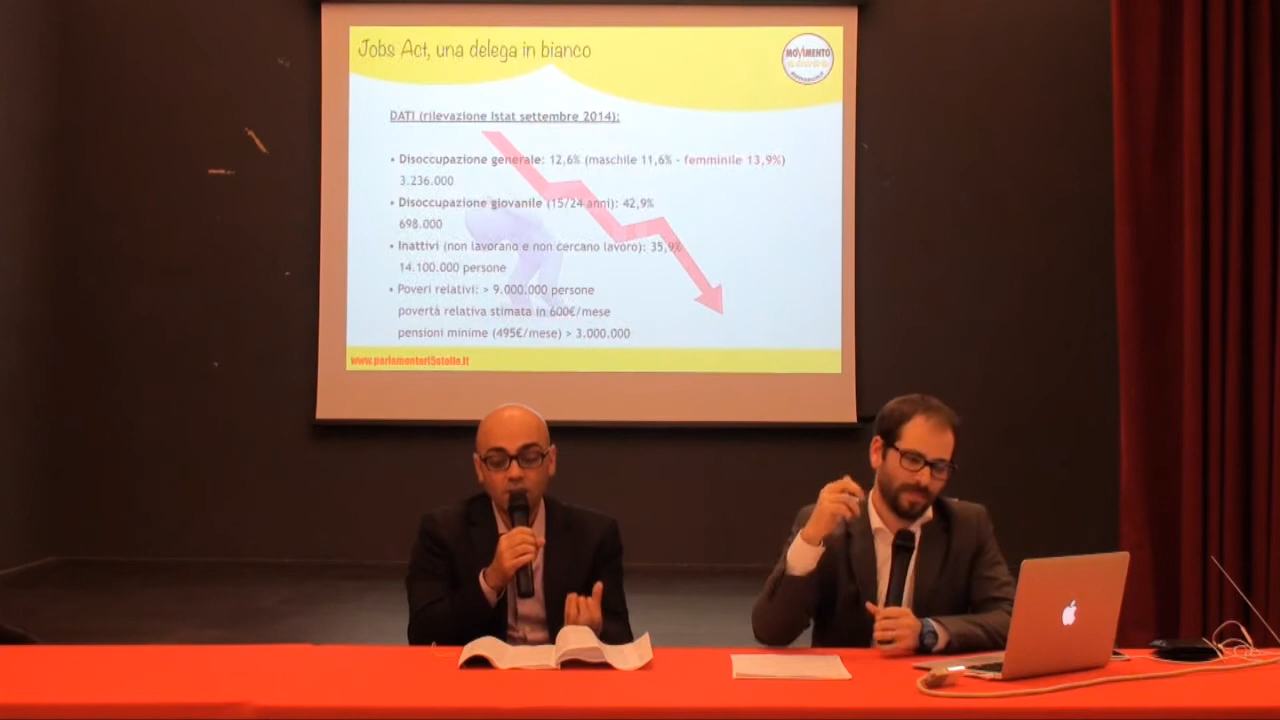 Jobs Act, una delega in bianco
MOVIMENTO
DATI (rilevazione Istat settembre 2014):
• Disoccupazione generale: 12,6% (maschile 11,6% - femminile 13,9%)
3.236.000
• Disoccupazione giovanile (15/24 anni): 42,9%
698.000
• Inattivi (non lavorano e non cercano lavoro): 35,9%
14.100.000 persone
• Poveri relativi: > 9.000.000 persone
povertà relativa stimata in 600€/mese
pensioni minime (495€/mese) > 3.000.000
www.parlamentari5stelle.it